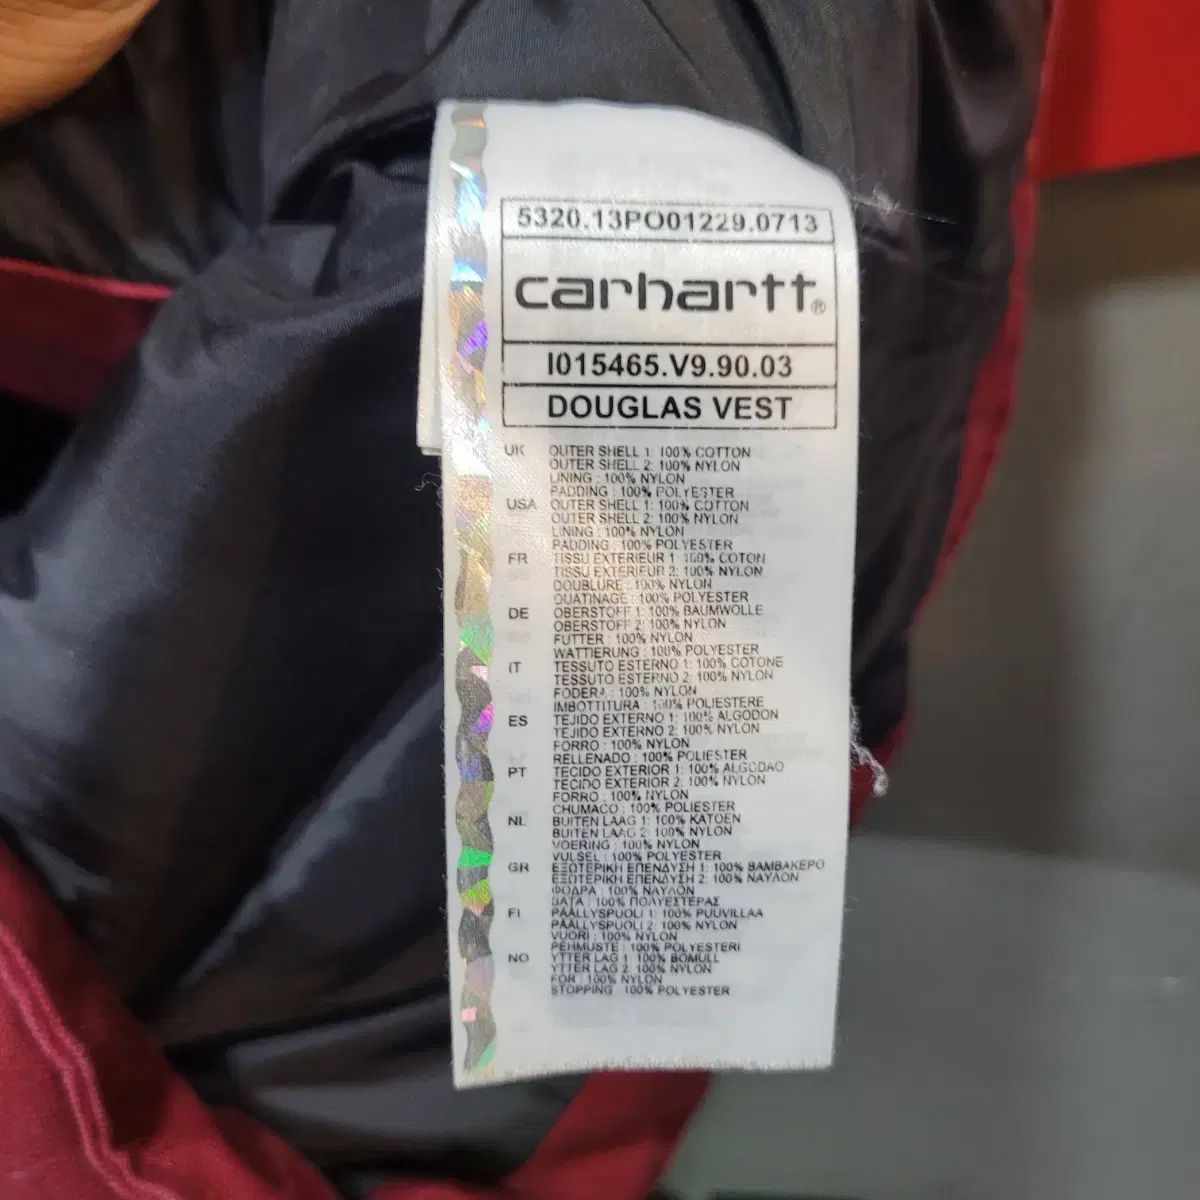 5320.13PO01229.0713
carhartt®
I015465.V9.90.03
DOUGLAS VEST
UK OUTER SHELL 1: 100% COTTON
OUTER SHELL 2: 100% NYLON
LINING : 100% NYLON
PADDING : 100% POLYESTER
USA OUTER SHELL 1: 100% COTTON
OUTER SHELL 2: 100% NYLON
LINING : 100% NYLON
PADDING : 100% POLYESTER
FR TISSU EXTERIEUR 1: 100% COTON
TISSU EXTERIEUR 2: 100% NYLON
DOUBLURE : 100% NYLON
OUATINAGE : 100% POLYESTER
DE OBERSTOFF 1: 100% BAUMWOLLE
OBERSTOFF 2: 100% NYLON
FUTTER : 100% NYLON
WATTIERUNG : 100% POLYESTER
IT TESSUTO ESTERNO 1: 100% COTONE
TESSUTO ESTERNO 2: 100% NYLON
FODERA : 100% NYLON
IMBOTTITURA : 100% POLIESTERE
ES TEJIDO EXTERNO 1: 100% ALGODON
TEJIDO EXTERNO 2: 100% NYLON
FORRO : 100% NYLON
RELLENADO : 100% POLIESTER
PT TECIDO EXTERIOR 1: 100% ALGODAO
TECIDO EXTERIOR 2: 100% NYLON
FORRO : 100% NYLON
CHUMACO : 100% POLIESTER
NL BUITEN LAAG 1: 100% KATOEN
BUITEN LAAG 2: 100% NYLON
VOERING : 100% NYLON
VULSEL : 100% POLYESTER
GR ΕΞΩΤΕΡΙΚΗ ΕΠΕΝΔΥΣΗ 1: 100% ΒΑΜΒΑΚΕΡΟ
ΕΞΩΤΕΡΙΚΗ ΕΠΕΝΔΥΣΗ 2: 100% ΝΑΥΛΟΝ
ΦΟΔΡΑ : 100% ΝΑΥΛΟΝ
ΒΑΤΑ : 100% ΠΟΛΥΕΣΤΕΡΑΣ
FI PÄÄLLYSPUOLI 1: 100% PUUVILLAA
PÄÄLLYSPUOLI 2: 100% NYLON
VUORI : 100% NYLON
PEHMUSTE : 100% POLYESTERI
NO YTTER LAG 1: 100% BOMULL
YTTER LAG 2: 100% NYLON
FOR : 100% NYLON
STOPPING : 100% POLYESTER